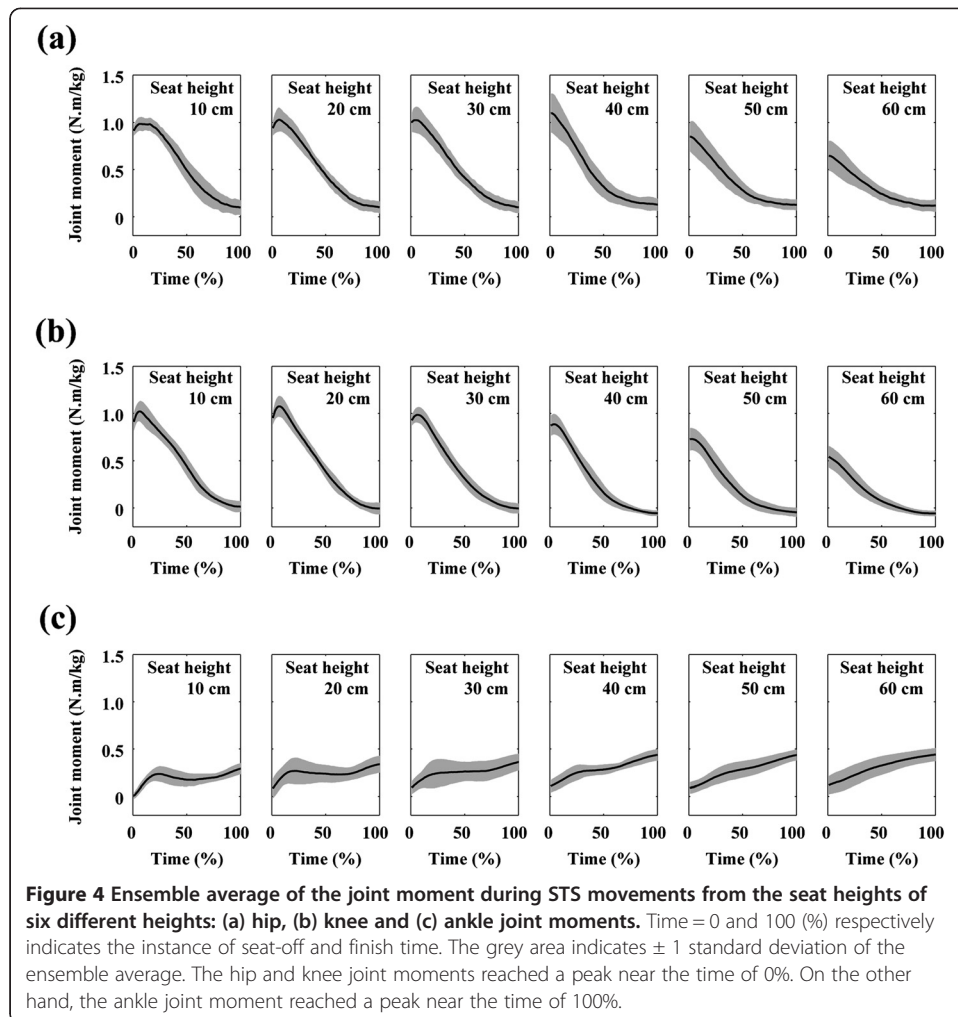 (a)
Joint moment (N.m/kg)
1.5
1.0
0.5
0
Seat height
10 cm
Seat height
20 cm
Seat height
30 cm
Seat height
40 cm
Seat height
50 cm
Seat height
60 cm
0 50 100 0 50 100 0 50 100 0 50 100 0 50 100 0 50 100
Time (%) Time (%) Time (%) Time (%) Time (%) Time (%)
(b)
Joint moment (N.m/kg)
1.5
1.0
0.5
0
Seat height
10 cm
Seat height
20 cm
Seat height
30 cm
Seat height
40 cm
Seat height
50 cm
Seat height
60 cm
0 50 100 0 50 100 0 50 100 0 50 100 0 50 100 0 50 100
Time (%) Time (%) Time (%) Time (%) Time (%) Time (%)
(c)
Joint moment (N.m/kg)
1.5
1.0
0.5
0
Seat height
10 cm
Seat height
20 cm
Seat height
30 cm
Seat height
40 cm
Seat height
50 cm
Seat height
60 cm
0 50 100 0 50 100 0 50 100 0 50 100 0 50 100 0 50 100
Time (%) Time (%) Time (%) Time (%) Time (%) Time (%)
Figure 4 Ensemble average of the joint moment during STS movements from the seat heights of
six different heights: (a) hip, (b) knee and (c) ankle joint moments. Time = 0 and 100 (%) respectively
indicates the instance of seat-off and finish time. The grey area indicates ± 1 standard deviation of the
ensemble average. The hip and knee joint moments reached a peak near the time of 0%. On the other
hand, the ankle joint moment reached a peak near the time of 100%.